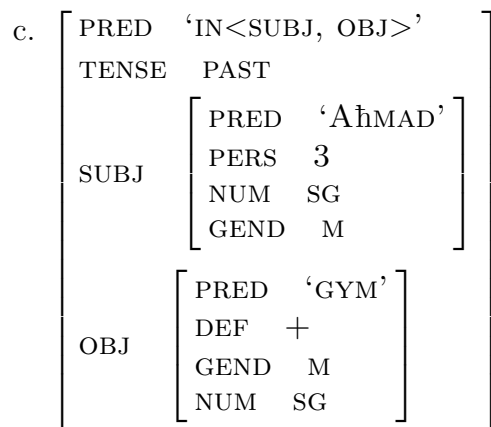 c. PRED ‘IN<SUBJ, OBJ>’
TENSE PAST
SUBJ
PRED ‘AħMAD’
PERS 3
NUM SG
GEND M
OBJ
PRED ‘GYM’
DEF +
GEND M
NUM SG